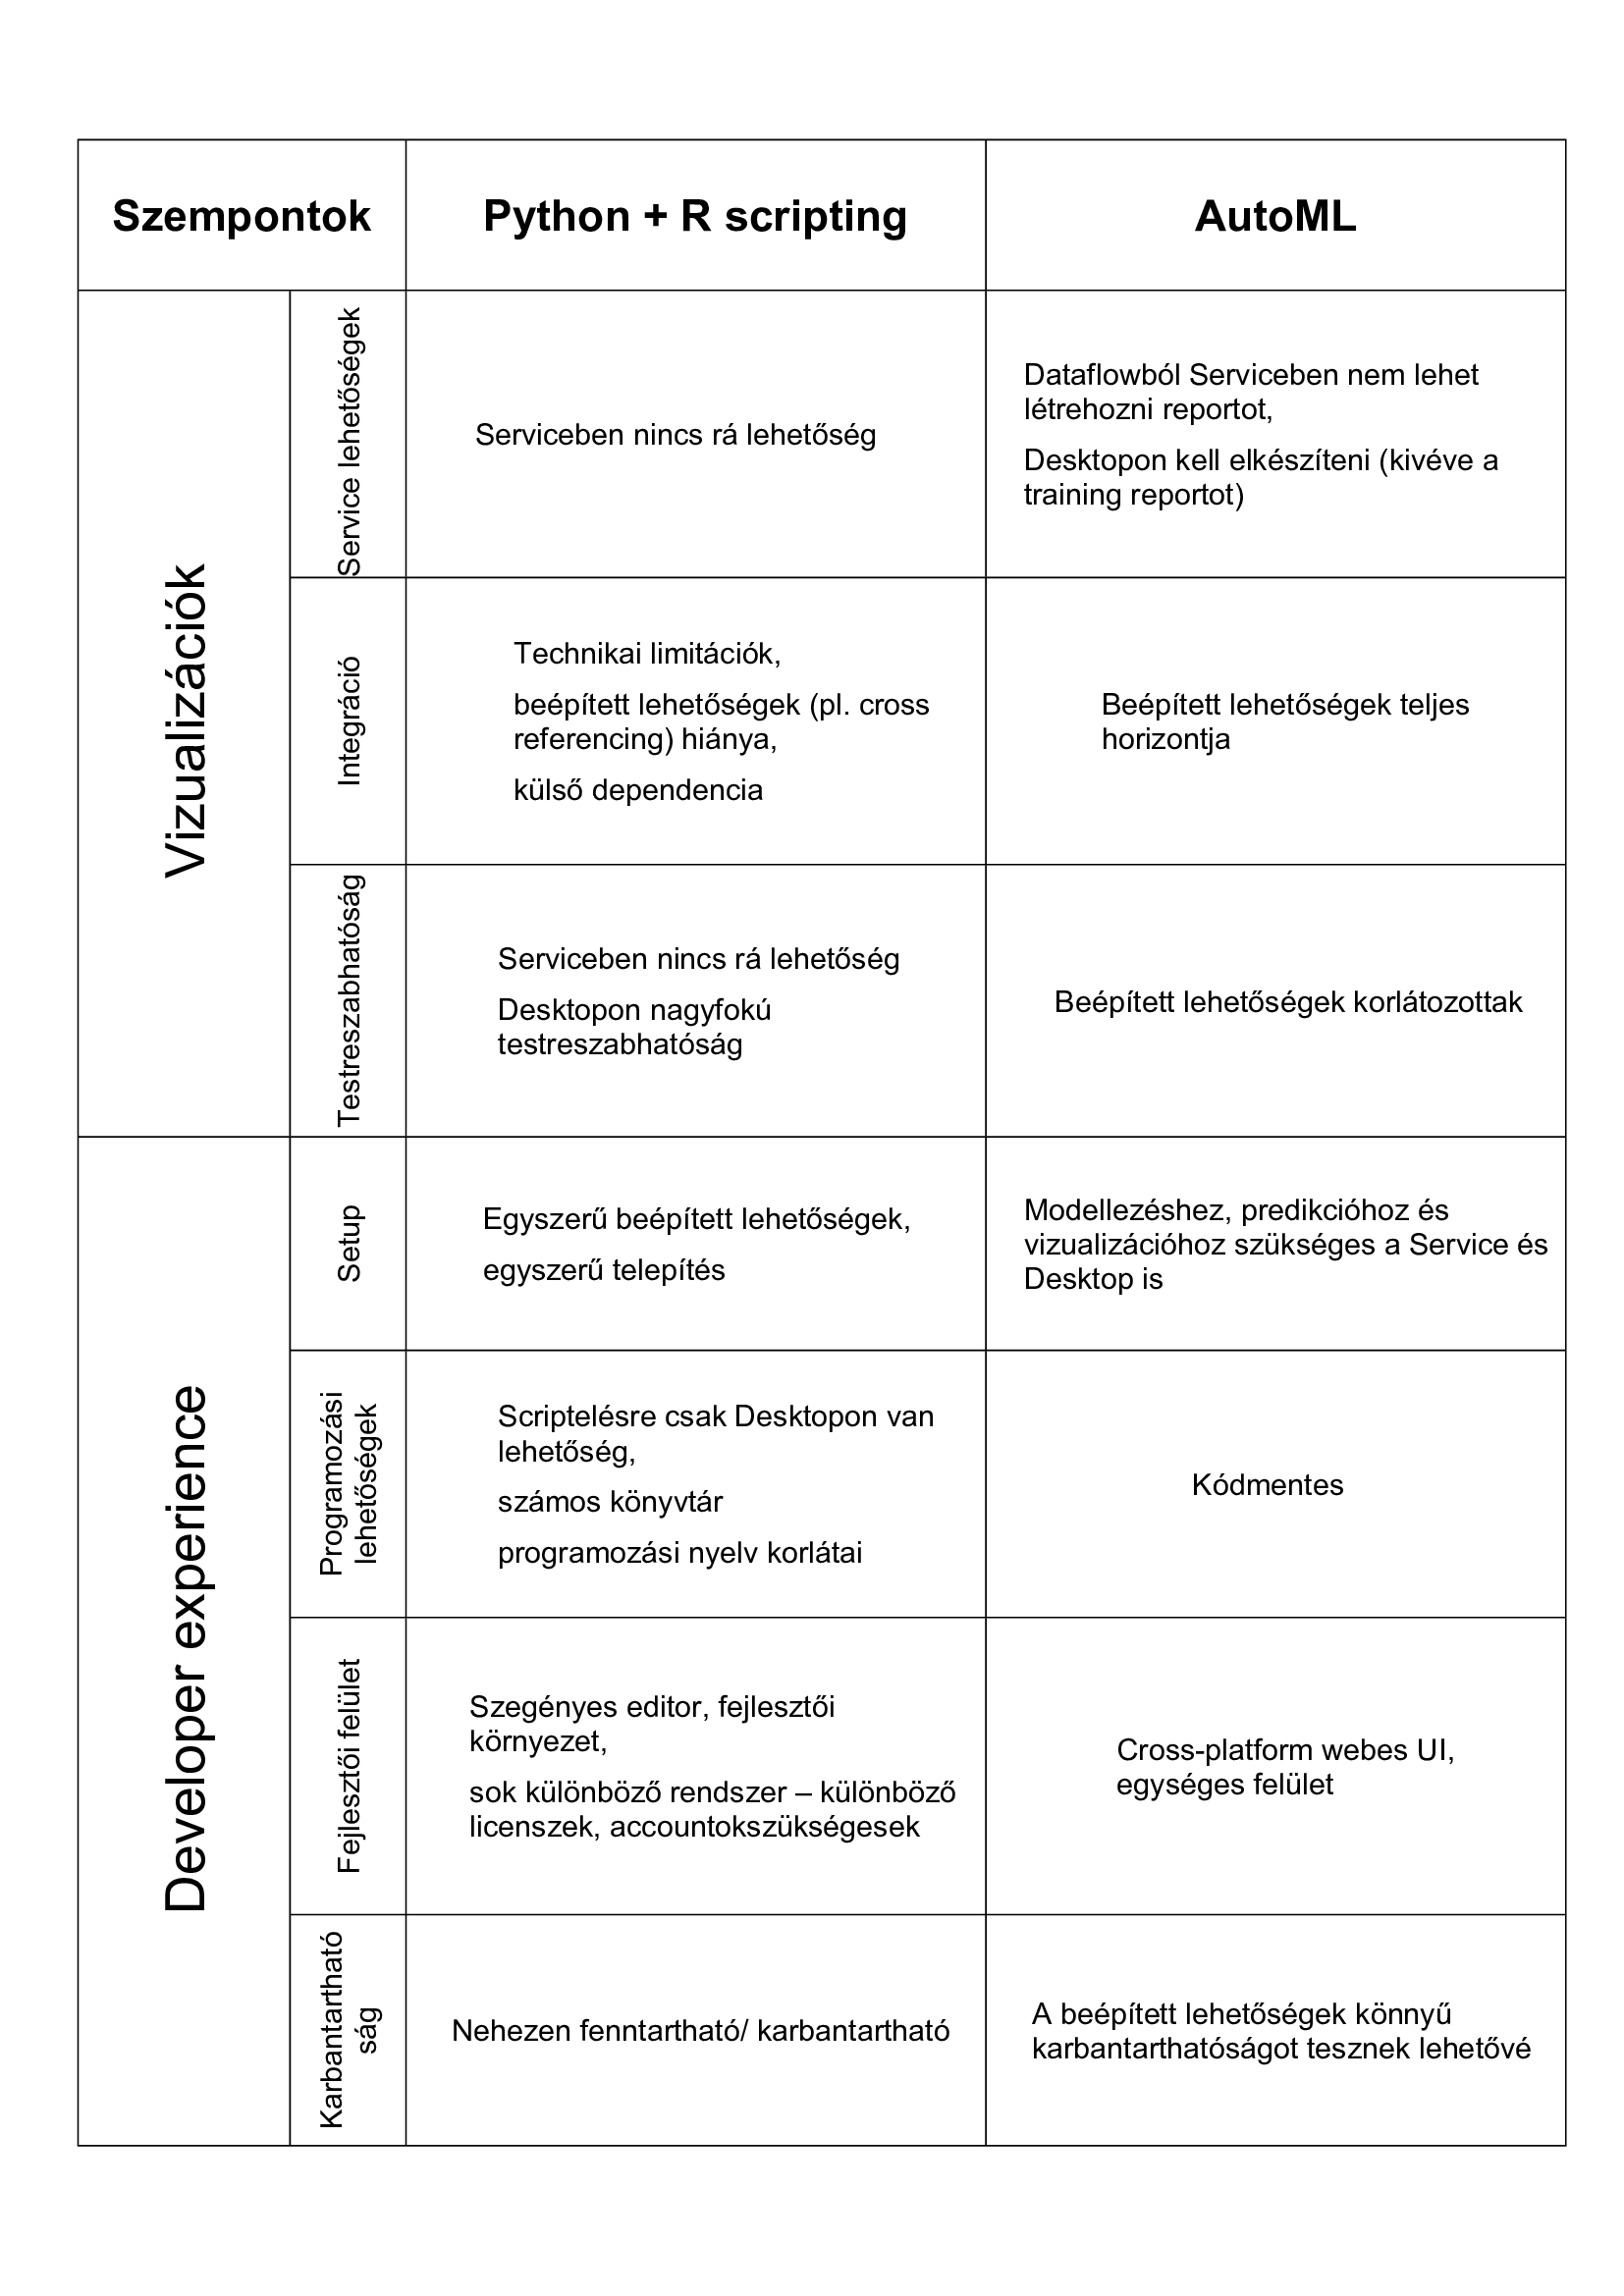 Szempontok
Python + R scripting
AutoML
Vizualizációk
Service lehetőségek
Serviceben nincs rá lehetőség
Dataflowból Serviceben nem lehet
létrehozni reportot,
Desktopon kell elkészíteni (kivéve a
training reportot)
Integráció
Technikai limitációk,
beépített lehetőségek (pl. cross
referencing) hiánya,
külső dependencia
Beépített lehetőségek teljes
horizontja
Testreszabhatóság
Serviceben nincs rá lehetőség
Desktopon nagyfokú
testreszabhatóság
Beépített lehetőségek korlátozottak
Developer experience
Setup
Egyszerű beépített lehetőségek,
egyszerű telepítés
Modellezéshez, predikcióhoz és
vizualizációhoz szükséges a Service és
Desktop is
Programozási
lehetőségek
Scriptelésre csak Desktopon van
lehetőség,
számos könyvtár
programozási nyelv korlátai
Kódmentes
Fejlesztői felület
Szegényes editor, fejlesztői
környezet,
sok különböző rendszer – különböző
licenszek, accountokszükségesek
Cross-platform webes UI,
egységes felület
Karbantartható
ság
Nehezen fenntartható/ karbantartható
A beépített lehetőségek könnyű
karbantarthatóságot tesznek lehetővé